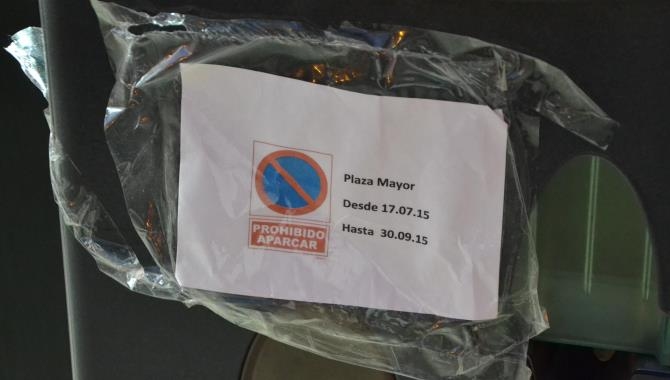 PROHIBIDO
APARCAR
Plaza Mayor
Desde 17.07.15
Hasta 30.09.15